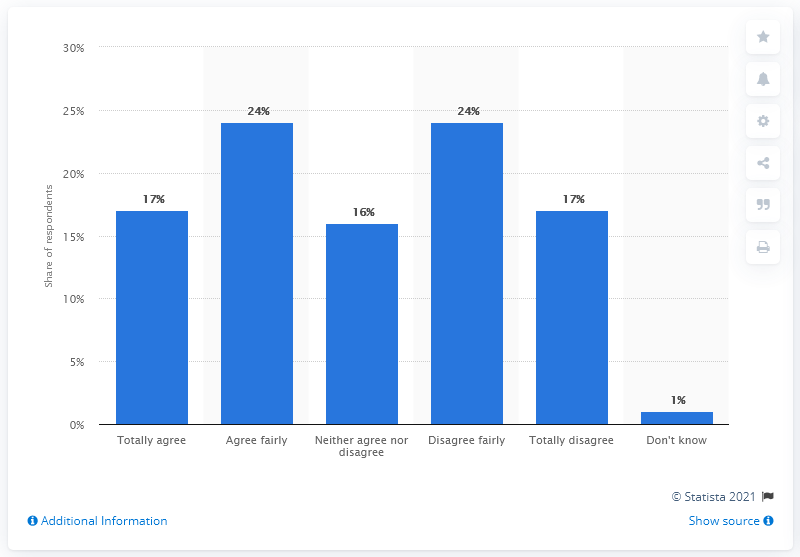 30%
25%
20%
15%
10%
5%
0%
Share of respondents
17%
24%
16%
24%
17%
1%
Totally agree
Agree fairly
Neither agree nor
disagree
Disagree fairly
Totally disagree
Don't know
© Statista 2021
Additional Information
Show source